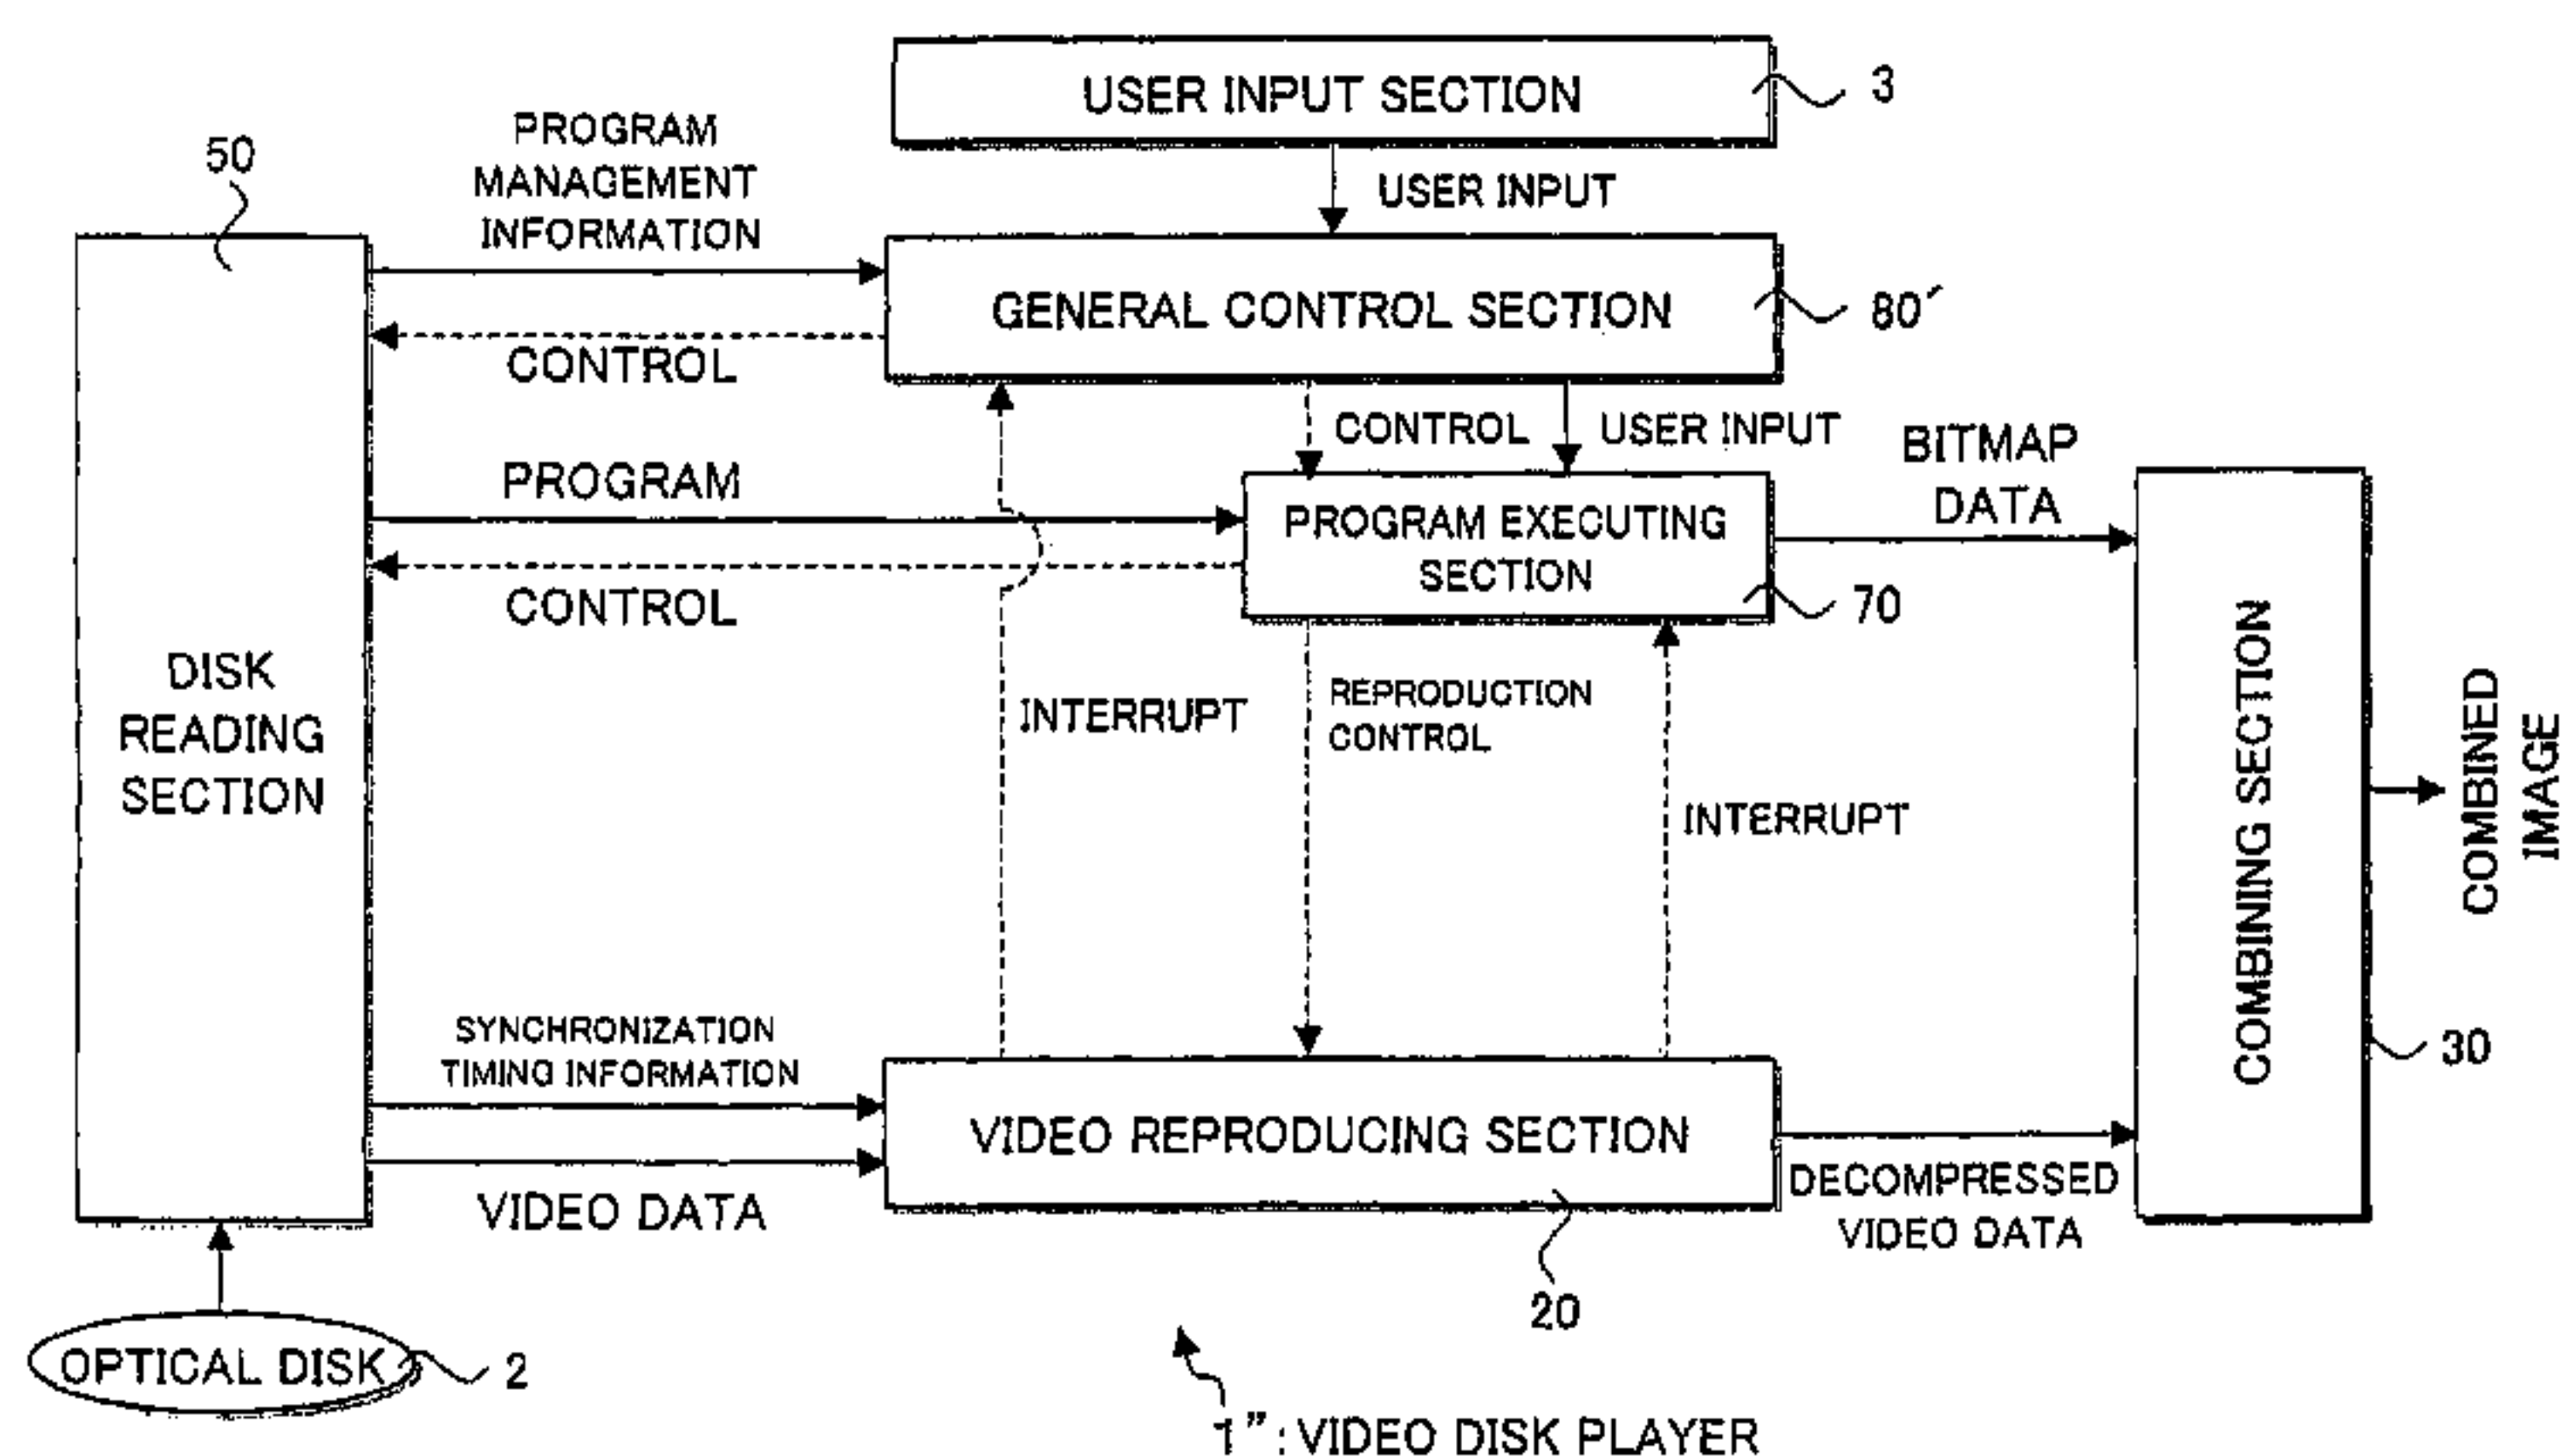 USER INPUT SECTION
3
50
PROGRAM
MANAGEMENT
INFORMATION
USER INPUT
GENERAL CONTROL SECTION
80´
CONTROL
CONTROL
USER INPUT
PROGRAM
PROGRAM EXECUTING
SECTION
70
BITMAP
DATA
CONTROL
DISK
READING
SECTION
INTERRUPT
REPRODUCTION
CONTROL
INTERRUPT
COMBINING SECTION
30
COMBINED
IMAGE
SYNCHRONIZATION
TIMING INFORMATION
VIDEO REPRODUCING SECTION
20
VIDEO DATA
DECOMPRESSED
VIDEO DATA
OPTICAL DISK
2
1” : VIDEO DISK PLAYER